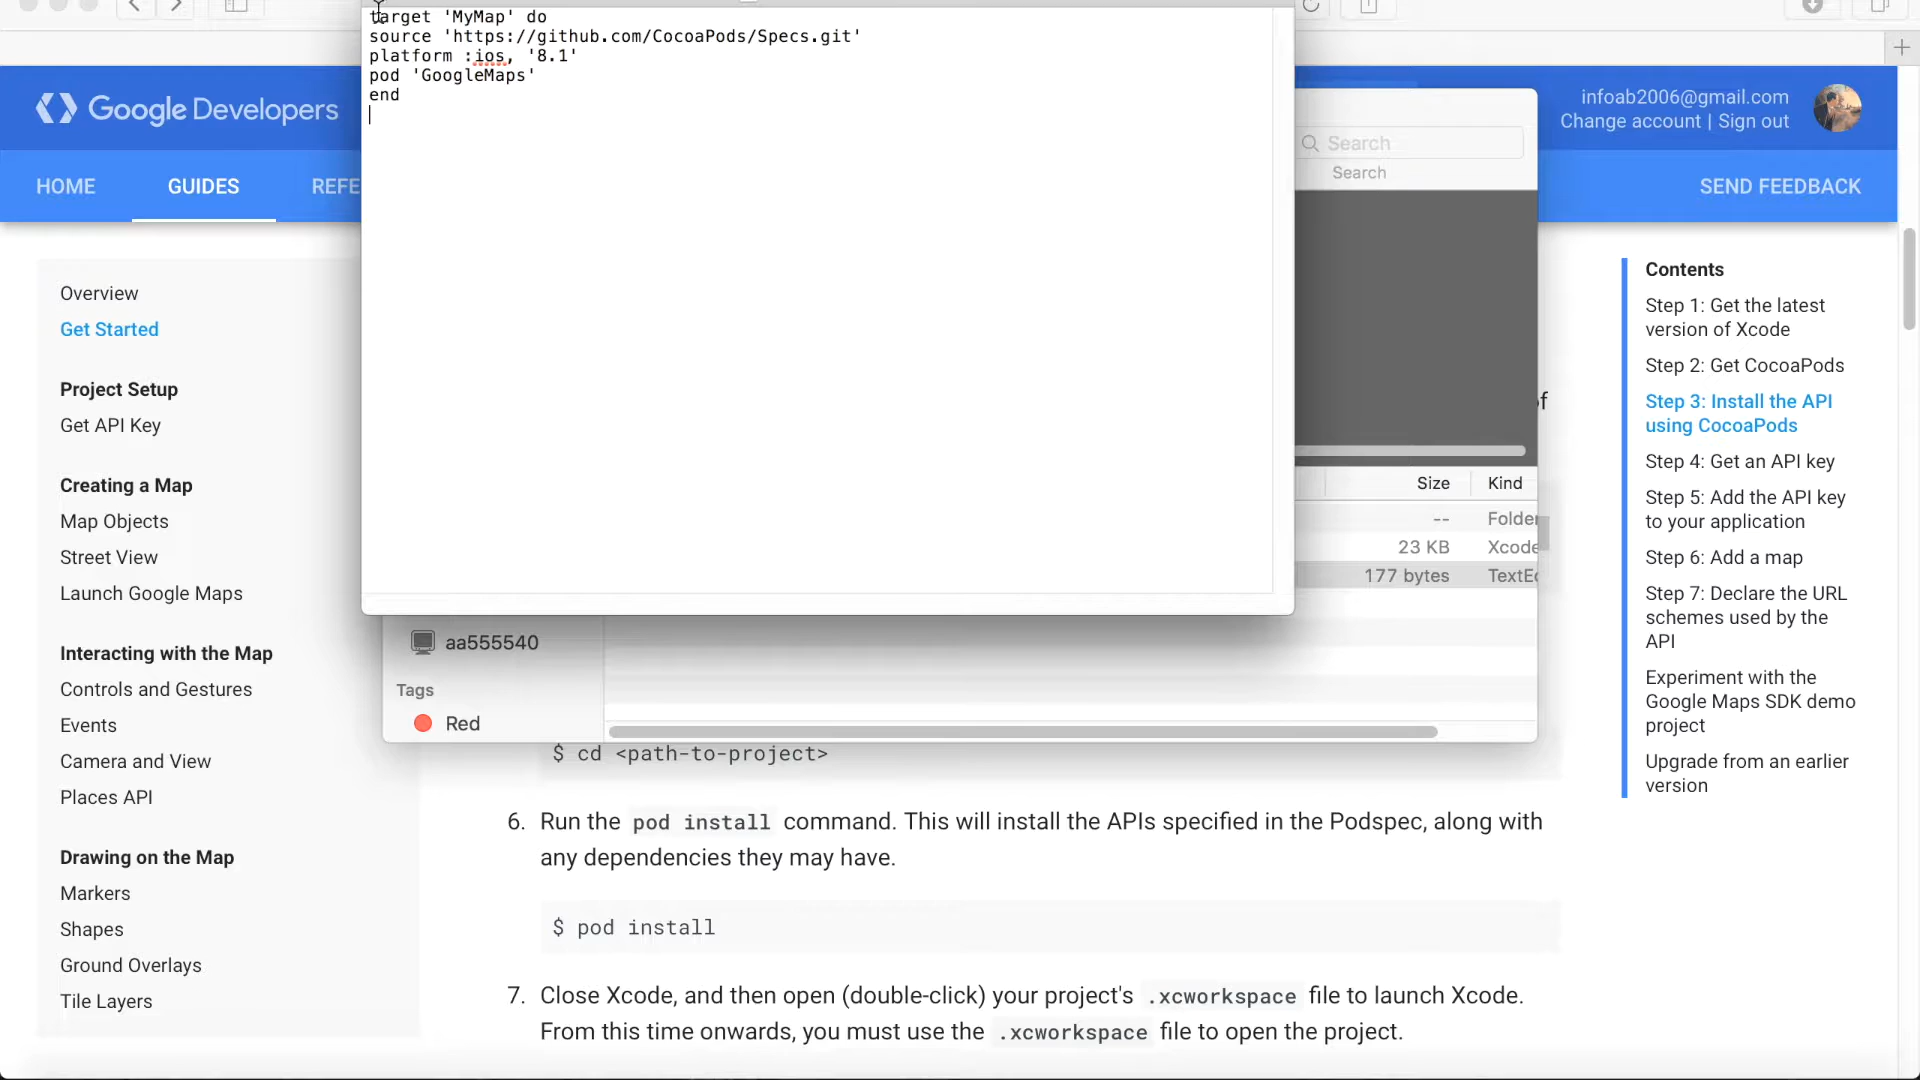 target 'MyMap' do
source 'https://github.com/CocoaPods/Specs.git'
platform :ios, '8.1'
pod 'GoogleMaps'
end
Google Developers
infoab2006@gmail.com
Change account | Sign out
HOME
GUIDES
REFE
SEND FEEDBACK
Search
Search
Overview
Get Started
Project Setup
Get API Key
Creating a Map
Map Objects
Street View
Launch Google Maps
Interacting with the Map
Controls and Gestures
Events
Camera and View
Places API
Drawing on the Map
Markers
Shapes
Ground Overlays
Tile Layers
of
Size Kind
-- Folder
23 KB Xcode
177 bytes TextEd
aa555540
Tags
Red
$ cd <path-to-project>
6. Run the pod install command. This will install the APIs specified in the Podspec, along with
any dependencies they may have.
$ pod install
7. Close Xcode, and then open (double-click) your project's .xcworkspace file to launch Xcode.
From this time onwards, you must use the .xcworkspace file to open the project.
Contents
Step 1: Get the latest
version of Xcode
Step 2: Get CocoaPods
Step 3: Install the API
using CocoaPods
Step 4: Get an API key
Step 5: Add the API key
to your application
Step 6: Add a map
Step 7: Declare the URL
schemes used by the
API
Experiment with the
Google Maps SDK demo
project
Upgrade from an earlier
version